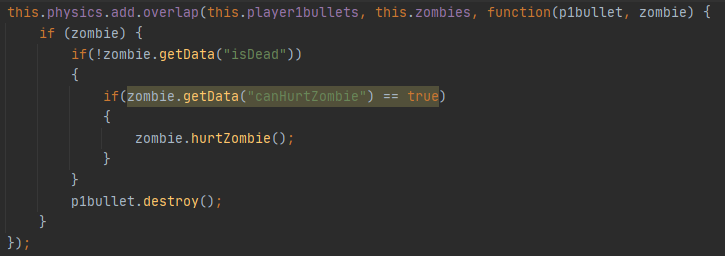 this.physics.add.overlap(this.player1bullets, this.zombies, function(p1bullet, zombie) {
if (zombie) {
if(!zombie.getData("isDead"))
{
if(zombie.getData("canHurtZombie") == true)
{
zombie.hurtZombie();
}
}
p1bullet.destroy();
}
});